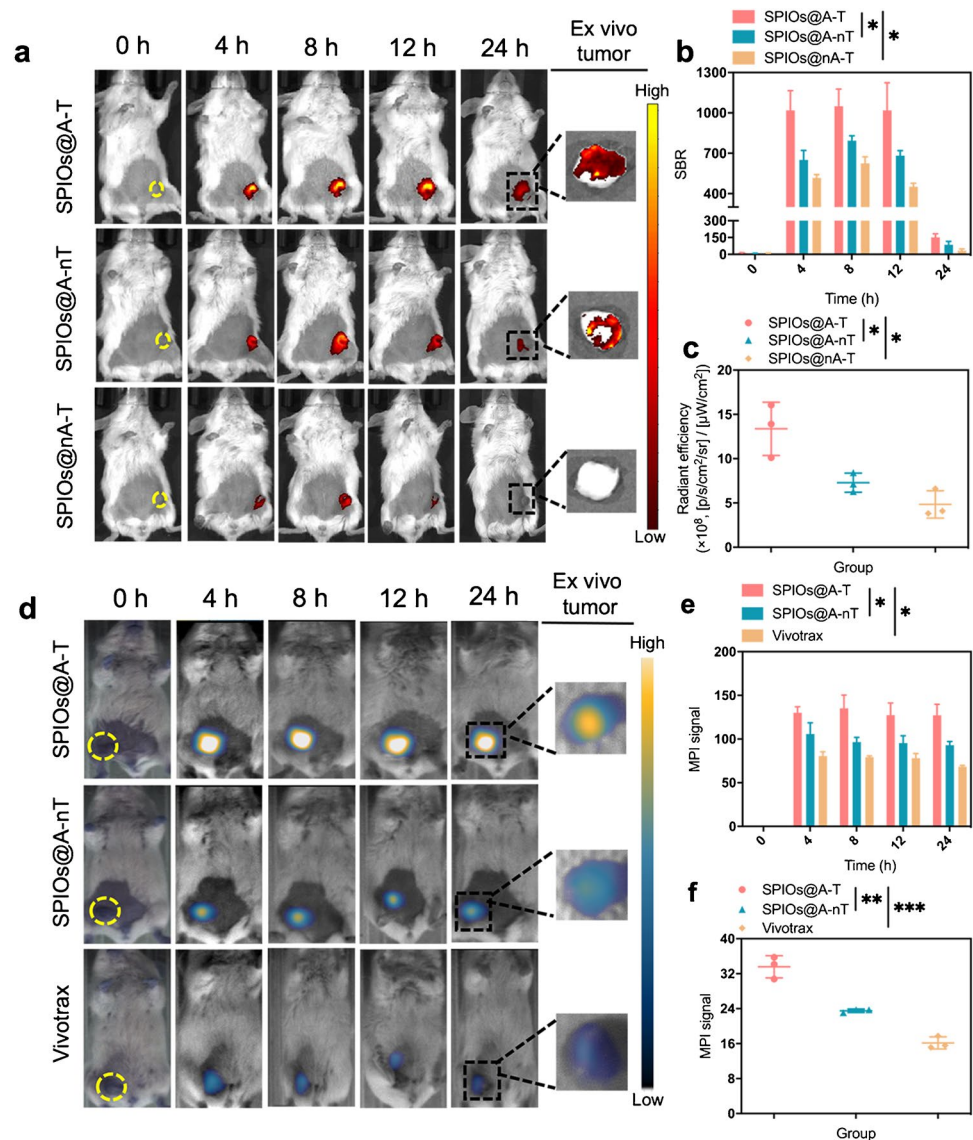 a
0 h 4 h 8 h 12 h 24 h Ex vivo
tumor
SPIOs@A-T
SPIOs@A-nT
SPIOs@nA-T
High
Low
b
SPIOs@A-T
SPIOs@A-nT
SPIOs@nA-T
* *
SBR
1300
1000
700
400
300
150
0
0 4 8 12 24
Time (h)
c
SPIOs@A-T
SPIOs@A-nT
SPIOs@nA-T
* *
Radiant efficiency
(×10⁸, [p/s/cm²/sr] / [µW/cm²])
20
15
10
5
0
Group
d
0 h 4 h 8 h 12 h 24 h Ex vivo
tumor
SPIOs@A-T
SPIOs@A-nT
Vivotrax
High
Low
e
SPIOs@A-T
SPIOs@A-nT
Vivotrax
* *
MPI signal
200
150
100
50
0
0 4 8 12 24
Time (h)
f
SPIOs@A-T
SPIOs@A-nT
Vivotrax
** ***
MPI signal
40
32
24
16
8
0
Group